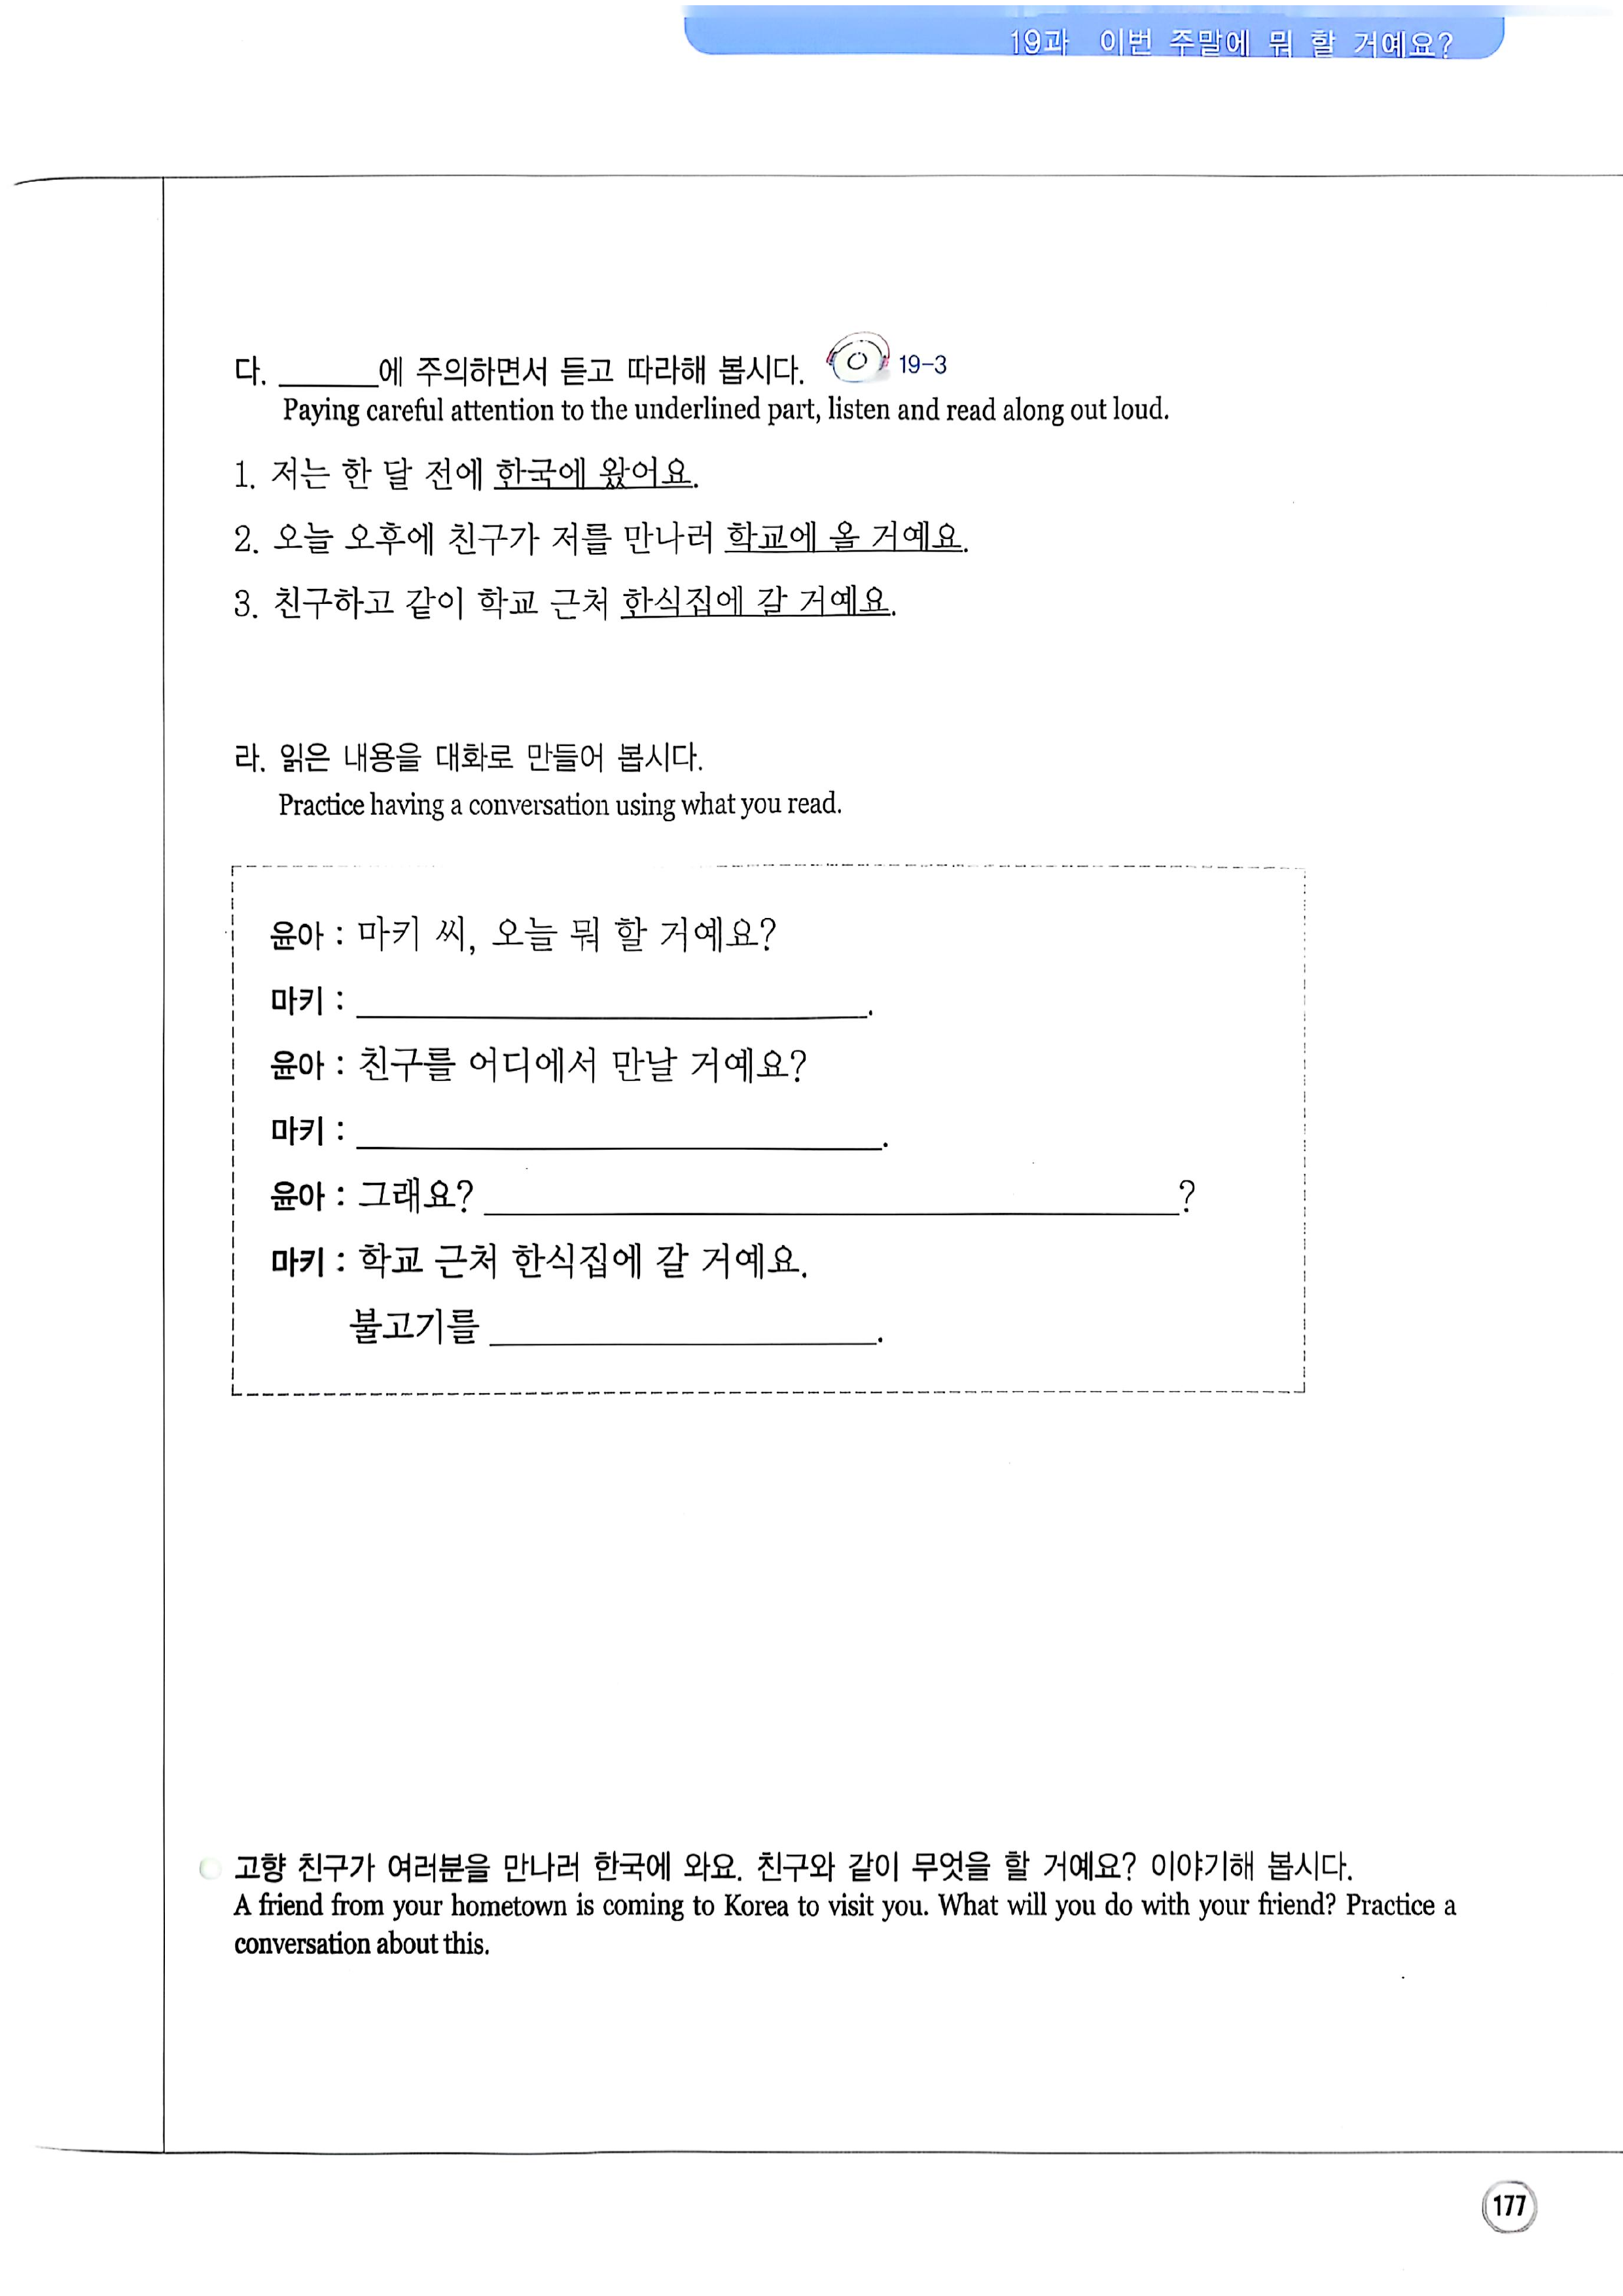 19과 이번 주말에 뭐 할 거예요?
다. ______에 주의하면서 듣고 따라해 봅시다. 19-3
Paying careful attention to the underlined part, listen and read along out loud.
1. 저는 한 달 전에 한국에 왔어요.
2. 오늘 오후에 친구가 저를 만나러 학교에 올 거예요.
3. 친구하고 같이 학교 근처 한식집에 갈 거예요.
라. 읽은 내용을 대화로 만들어 봅시다.
Practice having a conversation using what you read.
윤아 : 마키 씨, 오늘 뭐 할 거예요?
마키 : ______.
윤아 : 친구를 어디에서 만날 거예요?
마키 : ______.
윤아 : 그래요? ______?
마키 : 학교 근처 한식집에 갈 거예요.
불고기를 ______.
고향 친구가 여러분을 만나러 한국에 와요. 친구와 같이 무엇을 할 거예요? 이야기해 봅시다.
A friend from your hometown is coming to Korea to visit you. What will you do with your friend? Practice a
conversation about this.
177